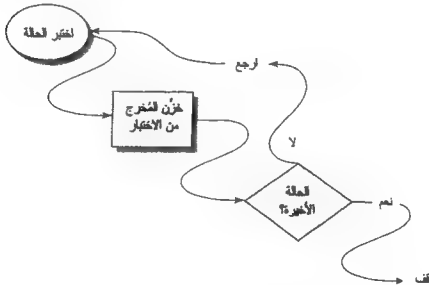 اختبر الحالة
ارجع
خزِّن المُخرج
من الاختبار
لا
الحالة
الأخيرة؟
نعم
قف